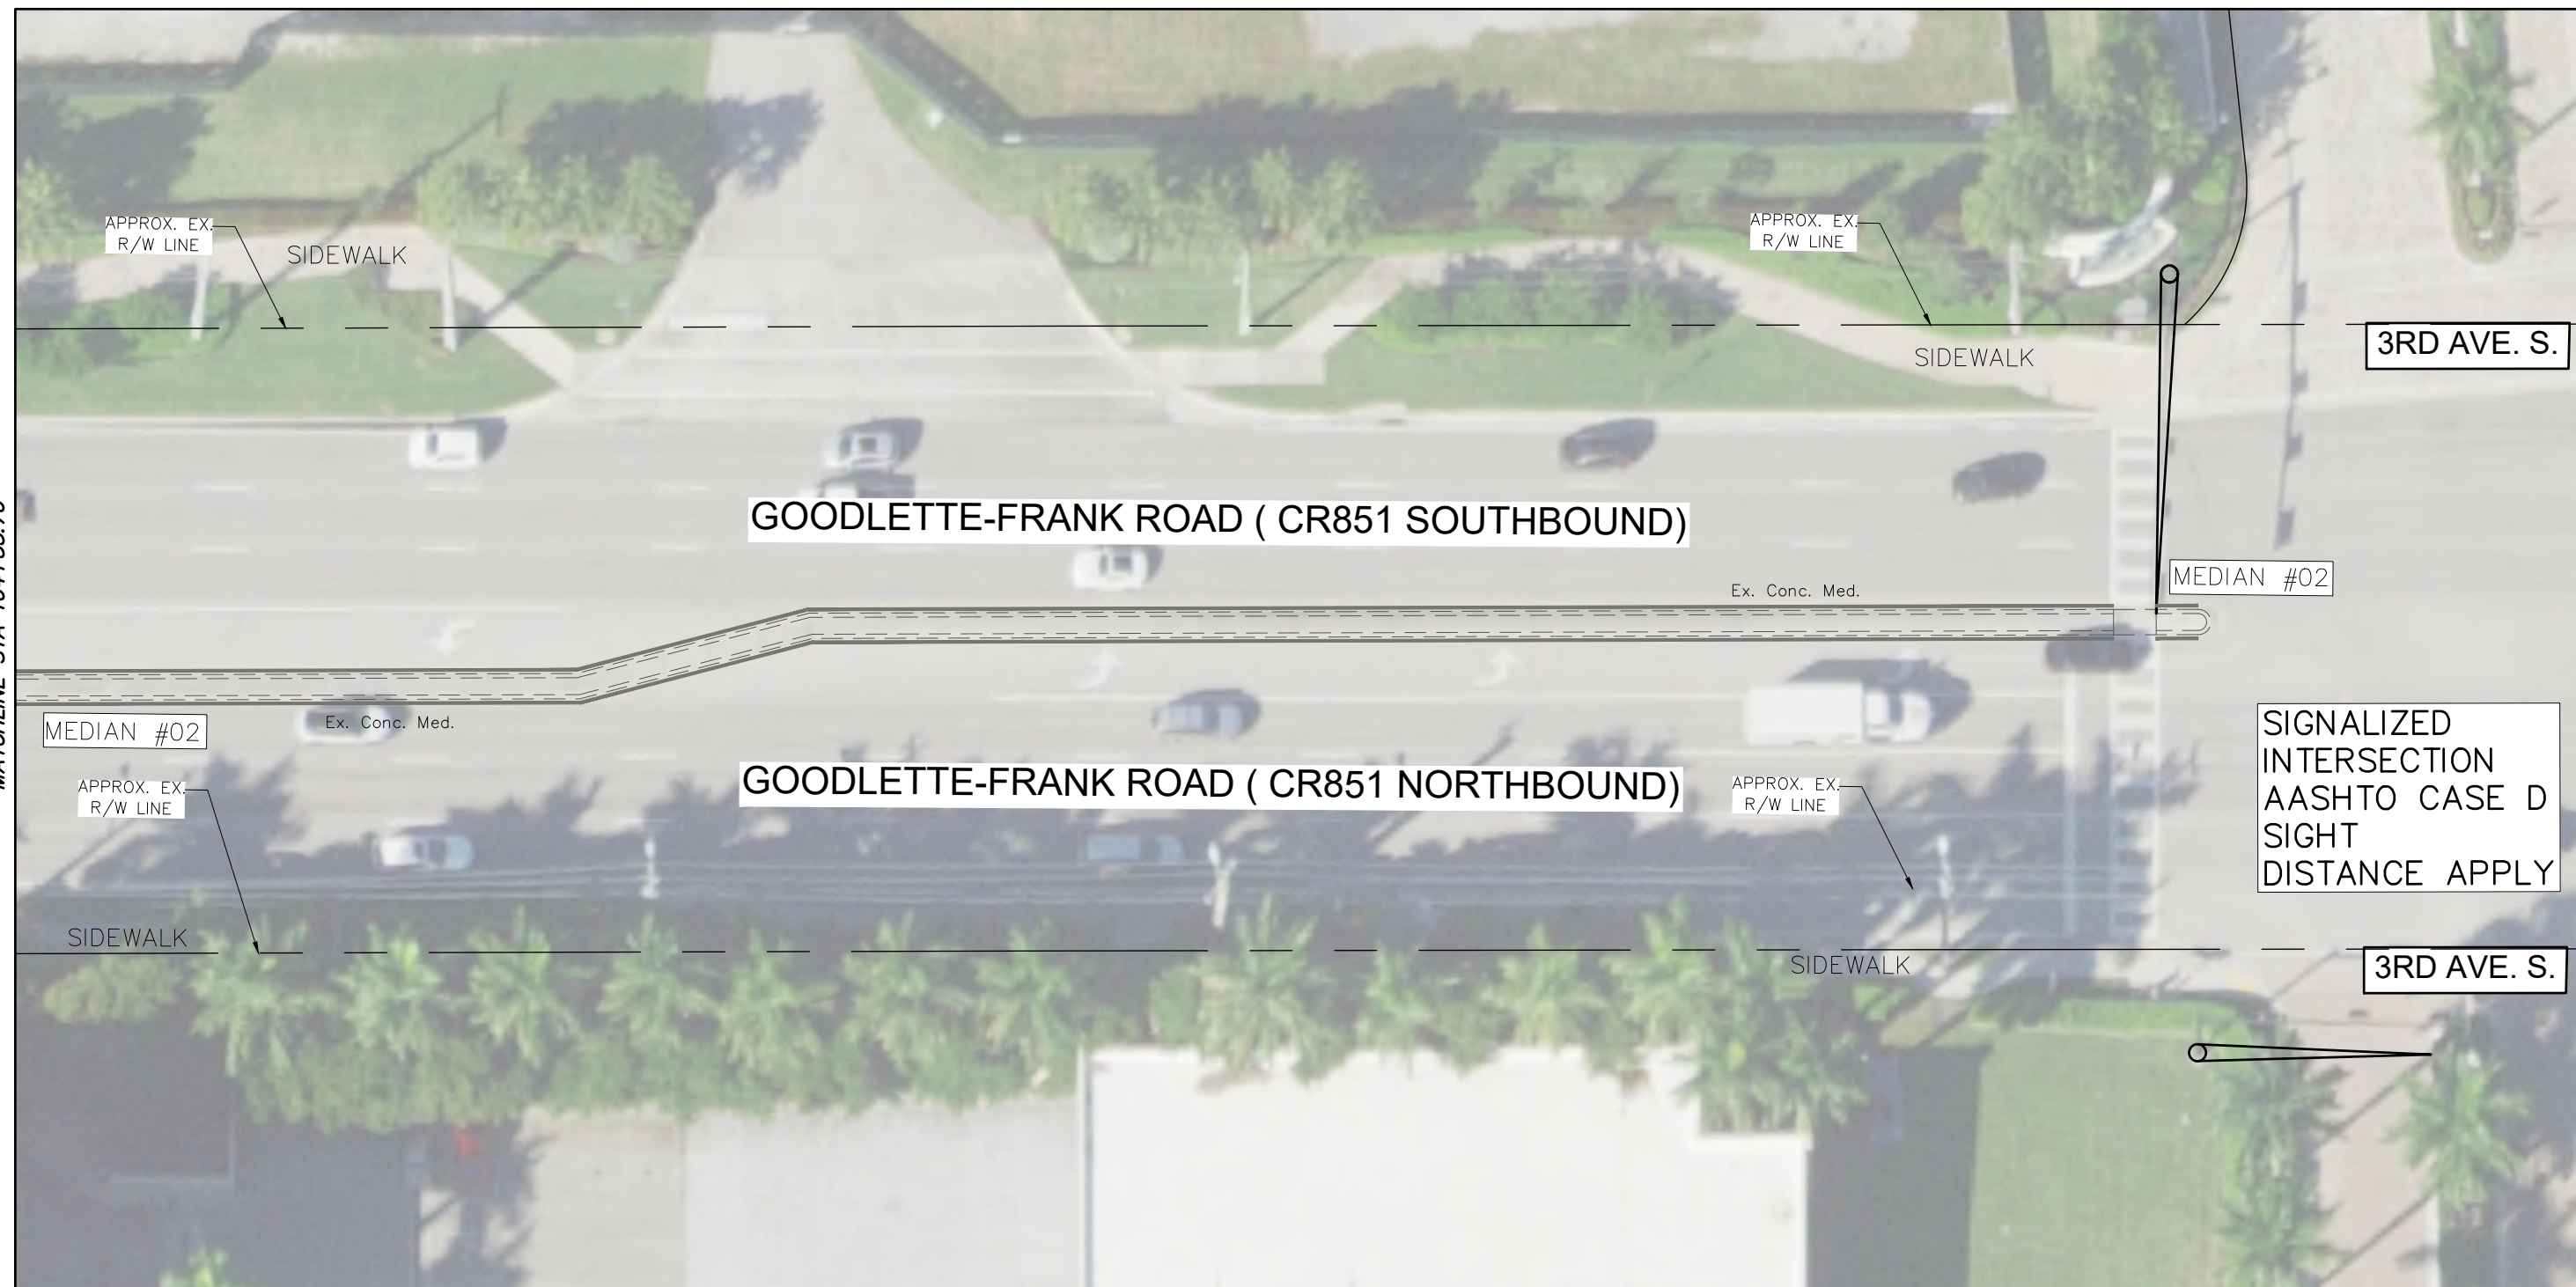 APPROX. EX.
R/W LINE
SIDEWALK
APPROX. EX.
R/W LINE
SIDEWALK
3RD AVE. S.
GOODLETTE-FRANK ROAD ( CR851 SOUTHBOUND)
Ex. Conc. Med.
MEDIAN #02
MEDIAN #02
Ex. Conc. Med.
SIGNALIZED
INTERSECTION
AASHTO CASE D
SIGHT
DISTANCE APPLY
APPROX. EX.
R/W LINE
GOODLETTE-FRANK ROAD ( CR851 NORTHBOUND)
APPROX. EX.
R/W LINE
SIDEWALK
SIDEWALK
3RD AVE. S.